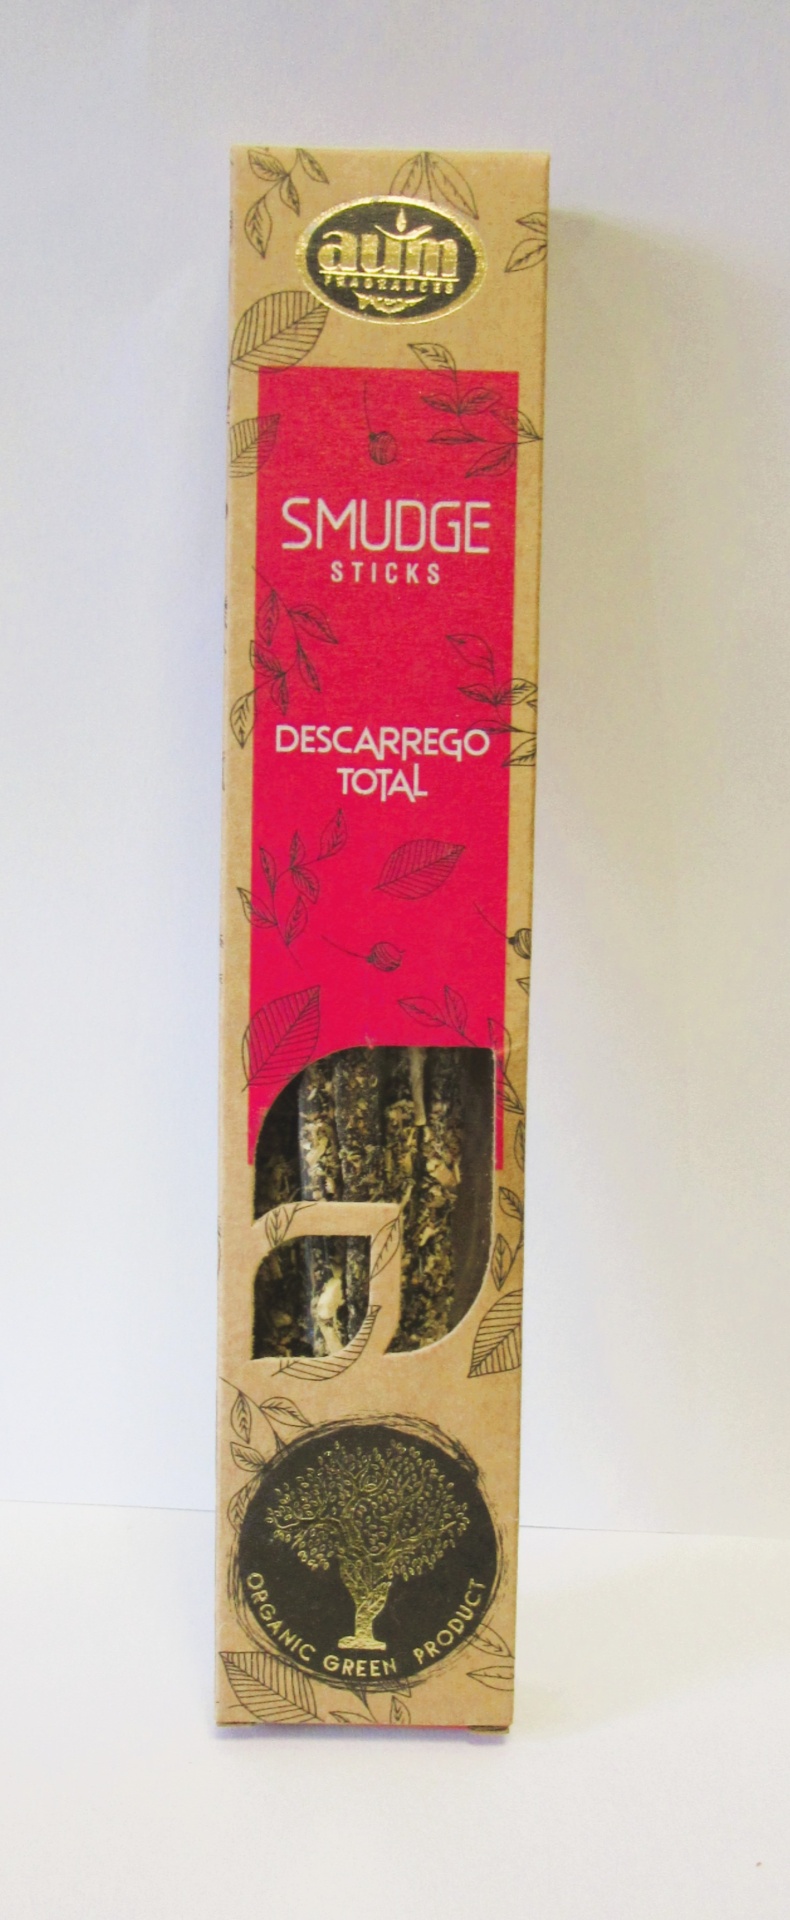 aum
FRAGRANCES
SMUDGE
STICKS
DESCARREGO
TOTAL
ORGANIC GREEN PRODUCT